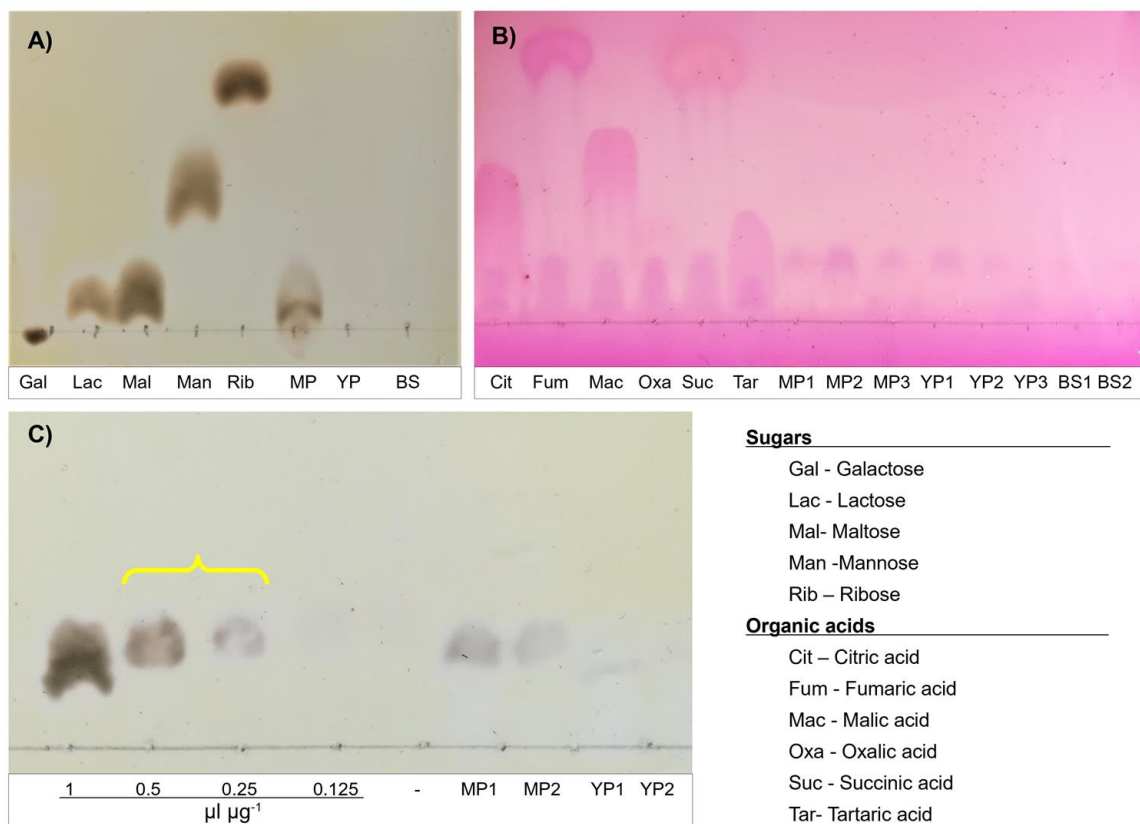 A)
Gal Lac Mal Man Rib MP YP BS
B)
Cit Fum Mac Oxa Suc Tar MP1 MP2 MP3 YP1 YP2 YP3 BS1 BS2
C)
1 0.5 0.25 0.125 - MP1 MP2 YP1 YP2
µl µg-1
Sugars
Gal - Galactose
Lac - Lactose
Mal- Maltose
Man -Mannose
Rib – Ribose
Organic acids
Cit – Citric acid
Fum - Fumaric acid
Mac - Malic acid
Oxa - Oxalic acid
Suc - Succinic acid
Tar- Tartaric acid